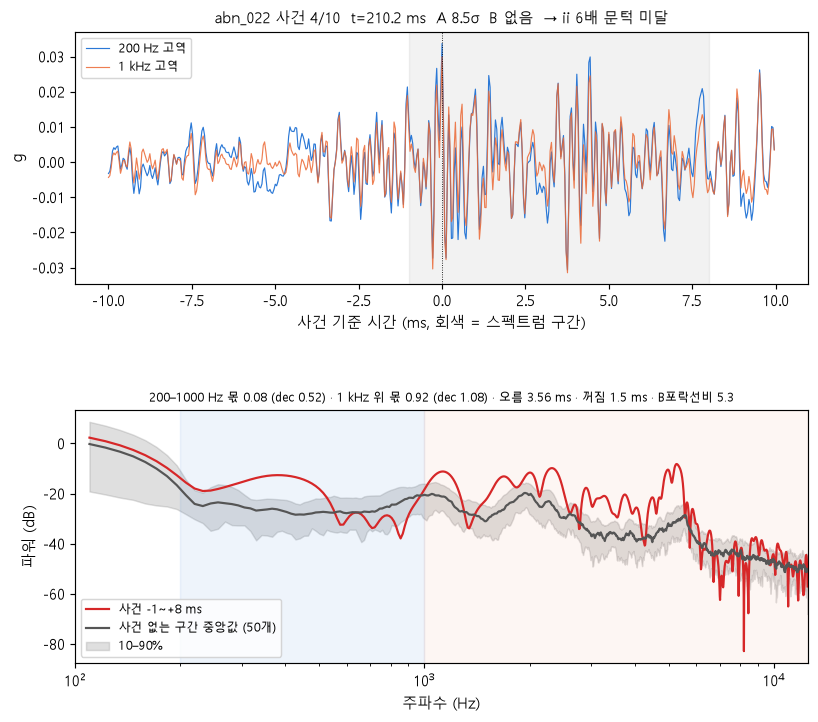 abn_022 사건 4/10 t=210.2 ms A 8.5σ B 없음 → ii 6배 문턱 미달
200 Hz 고역
1 kHz 고역
0.03
0.02
0.01
0.00
-0.01
-0.02
-0.03
g
-10.0 -7.5 -5.0 -2.5 0.0 2.5 5.0 7.5 10.0
사건 기준 시간 (ms, 회색 = 스펙트럼 구간)
200–1000 Hz 몫 0.08 (dec 0.52) · 1 kHz 위 몫 0.92 (dec 1.08) · 오름 3.56 ms · 꺼짐 1.5 ms · B포락선비 5.3
0
-20
-40
-60
-80
파워 (dB)
사건 -1~+8 ms
사건 없는 구간 중앙값 (50개)
10–90%
10² 10³ 10⁴
주파수 (Hz)